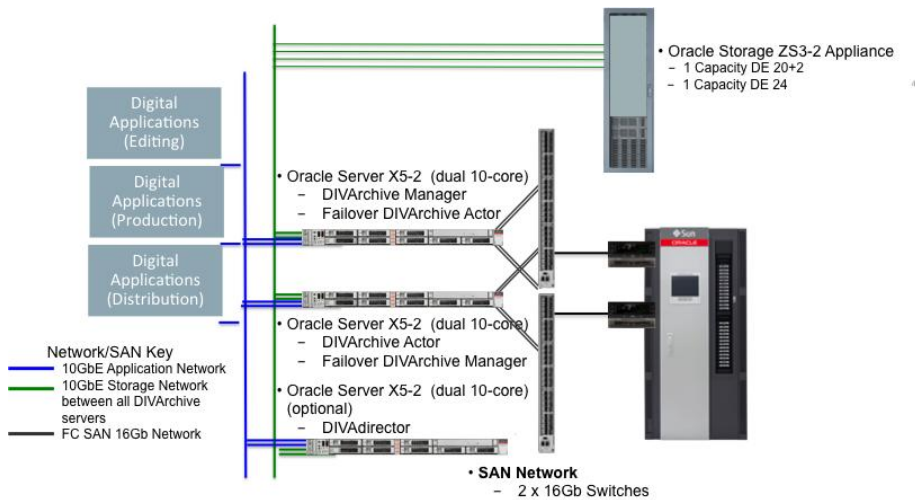 • Oracle Storage ZS3-2 Appliance
– 1 Capacity DE 20+2
– 1 Capacity DE 24
Digital
Applications
(Editing)
Digital
Applications
(Production)
Digital
Applications
(Distribution)
• Oracle Server X5-2 (dual 10-core)
– DIVArchive Manager
– Failover DIVArchive Actor
Sun
ORACLE
• Oracle Server X5-2 (dual 10-core)
– DIVArchive Actor
– Failover DIVArchive Manager
• Oracle Server X5-2 (dual 10-core)
(optional)
– DIVAdirector
Network/SAN Key
10GbE Application Network
10GbE Storage Network
between all DIVArchive
servers
FC SAN 16Gb Network
• SAN Network
– 2 x 16Gb Switches